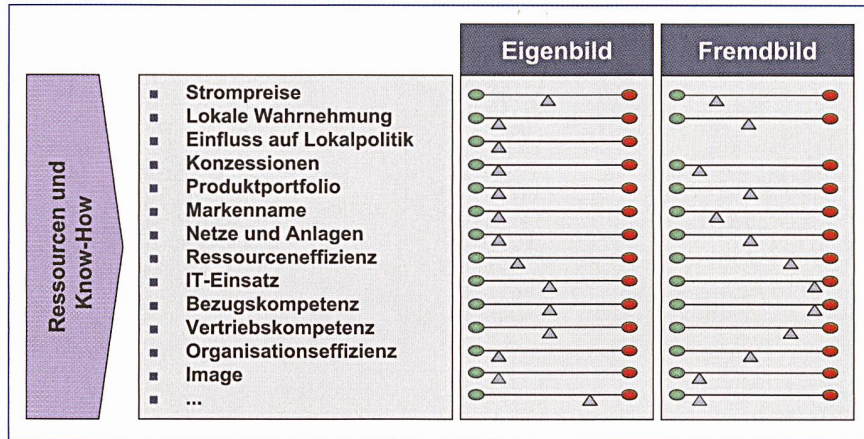 Eigenbild
Fremdbild
Ressourcen und
Know-How
▪ Strompreise
▪ Lokale Wahrnehmung
▪ Einfluss auf Lokalpolitik
▪ Konzessionen
▪ Produktportfolio
▪ Markenname
▪ Netze und Anlagen
▪ Ressourceneffizienz
▪ IT-Einsatz
▪ Bezugskompetenz
▪ Vertriebskompetenz
▪ Organisationseffizienz
▪ Image
▪ ...